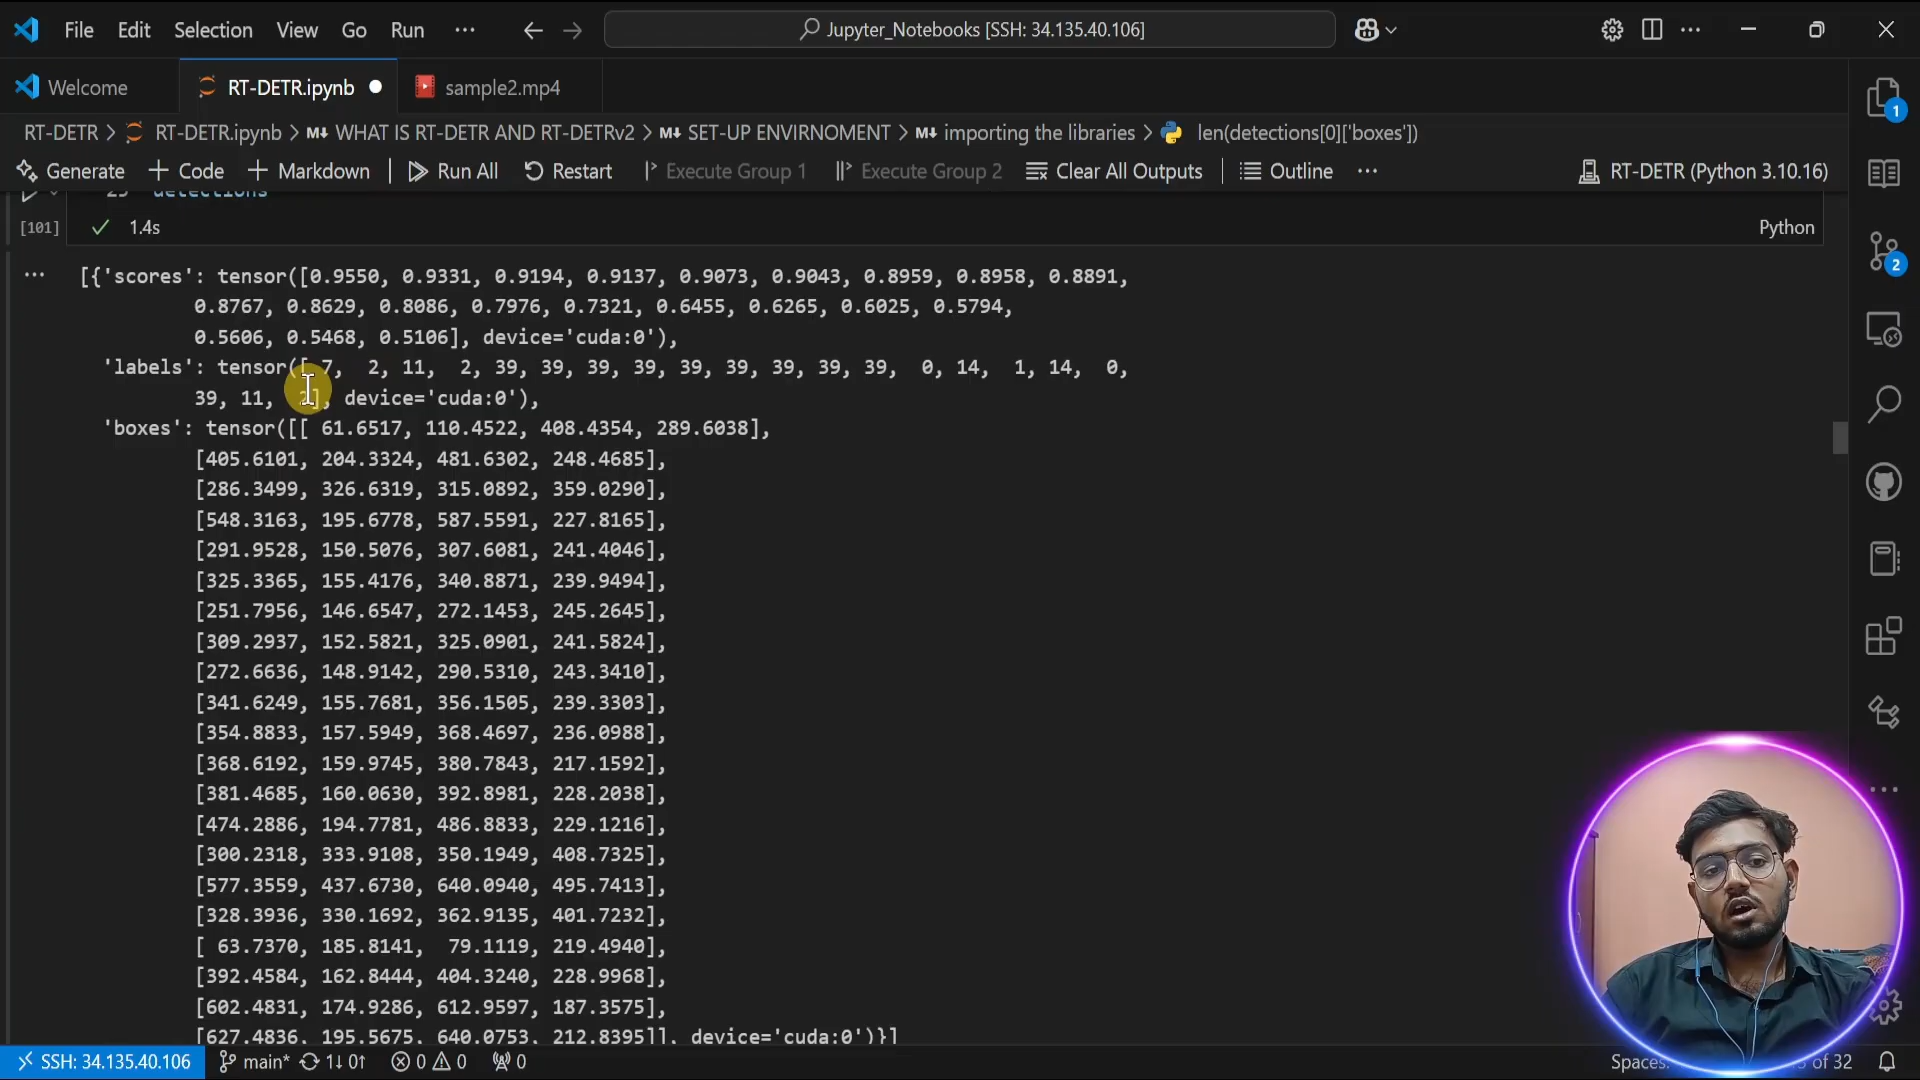 File Edit Selection View Go Run ···
Jupyter_Notebooks [SSH: 34.135.40.106]
Welcome
RT-DETR.ipynb
sample2.mp4
RT-DETR > RT-DETR.ipynb > M↓ WHAT IS RT-DETR AND RT-DETRv2 > M↓ SET-UP ENVIRNOMENT > M↓ importing the libraries > len(detections[0]['boxes'])
Generate + Code + Markdown | Run All Restart Execute Group 1 Execute Group 2 Clear All Outputs | Outline ··· RT-DETR (Python 3.10.16)
detections
[101] ✓ 1.4s Python
[{'scores': tensor([0.9550, 0.9331, 0.9194, 0.9137, 0.9073, 0.9043, 0.8959, 0.8958, 0.8891,
0.8767, 0.8629, 0.8086, 0.7976, 0.7321, 0.6455, 0.6265, 0.6025, 0.5794,
0.5606, 0.5468, 0.5106], device='cuda:0'),
'labels': tensor([ 7, 2, 11, 2, 39, 39, 39, 39, 39, 39, 39, 39, 39, 0, 14, 1, 14, 0,
39, 11, 2], device='cuda:0'),
'boxes': tensor([[ 61.6517, 110.4522, 408.4354, 289.6038],
[405.6101, 204.3324, 481.6302, 248.4685],
[286.3499, 326.6319, 315.0892, 359.0290],
[548.3163, 195.6778, 587.5591, 227.8165],
[291.9528, 150.5076, 307.6081, 241.4046],
[325.3365, 155.4176, 340.8871, 239.9494],
[251.7956, 146.6547, 272.1453, 245.2645],
[309.2937, 152.5821, 325.0901, 241.5824],
[272.6636, 148.9142, 290.5310, 243.3410],
[341.6249, 155.7681, 356.1505, 239.3303],
[354.8833, 157.5949, 368.4697, 236.0988],
[368.6192, 159.9745, 380.7843, 217.1592],
[381.4685, 160.0630, 392.8981, 228.2038],
[474.2886, 194.7781, 486.8833, 229.1216],
[300.2318, 333.9108, 350.1949, 408.7325],
[577.3559, 437.6730, 640.0940, 495.7413],
[328.3936, 330.1692, 362.9135, 401.7232],
[ 63.7370, 185.8141, 79.1119, 219.4940],
[392.4584, 162.8444, 404.3240, 228.9968],
[602.4831, 174.9286, 612.9597, 187.3575],
[627.4836, 195.5675, 640.0753, 212.8395]], device='cuda:0')}]
1
2
SSH: 34.135.40.106 main* 1↓ 0↑ 0 0 0 Spaces: of 32